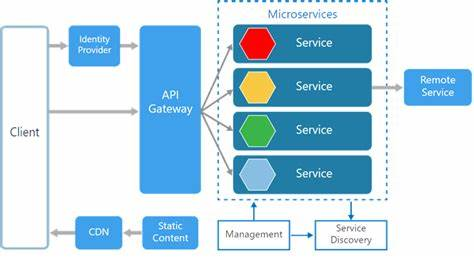 Microservices
Identity
Provider
Service
API
Gateway
Service
Remote
Service
Client
Service
Service
CDN
Static
Content
Management
Service
Discovery